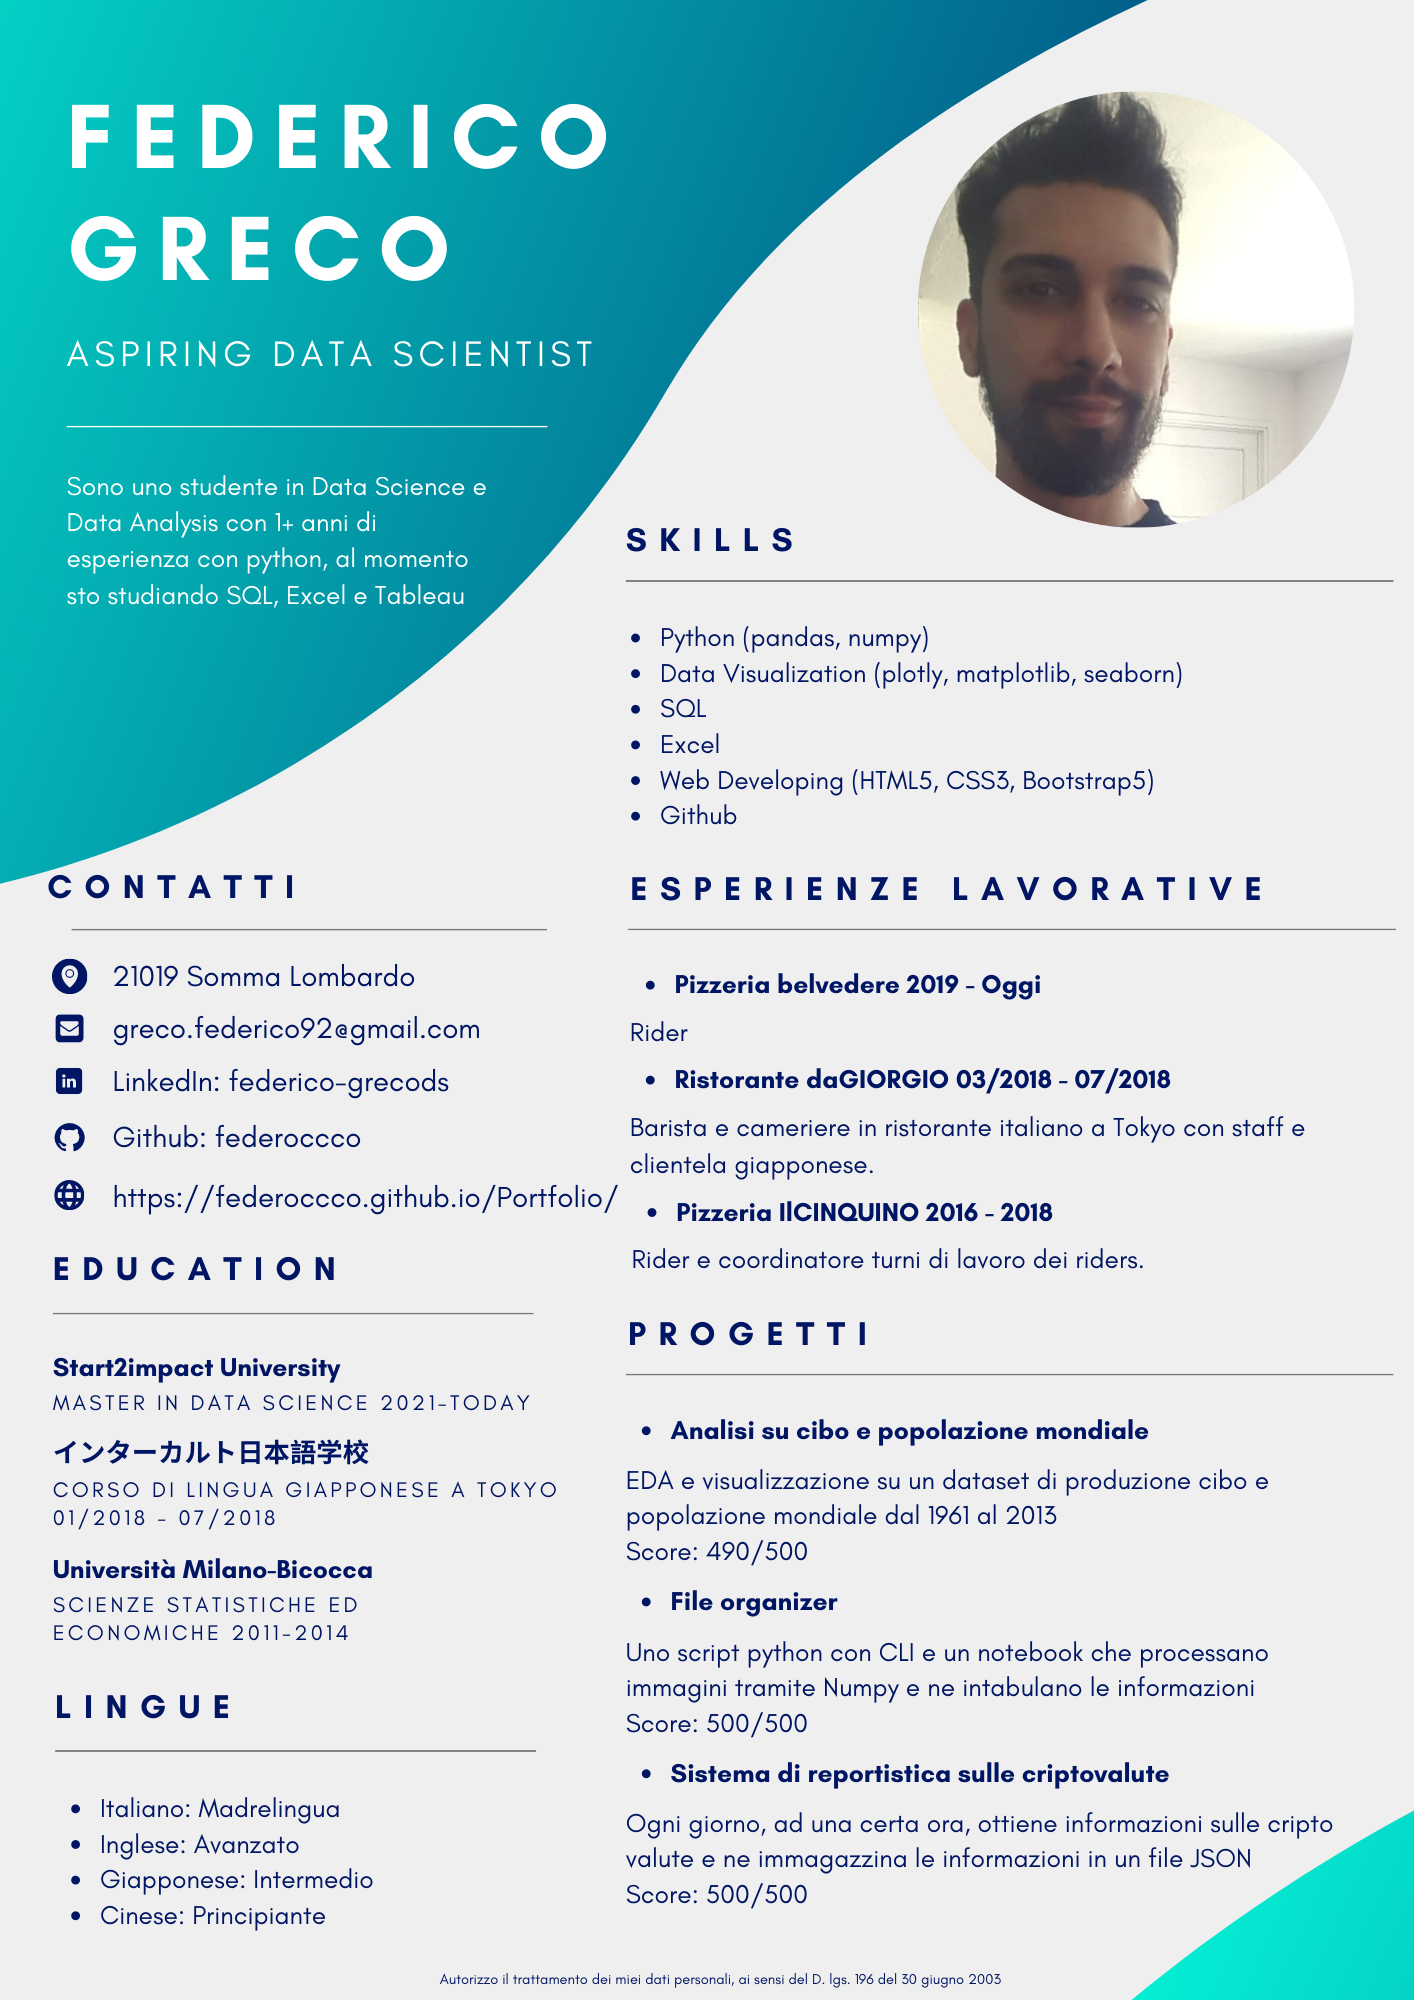 FEDERICO
GRECO
ASPIRING DATA SCIENTIST
Sono uno studente in Data Science e
Data Analysis con 1+ anni di
esperienza con python, al momento
sto studiando SQL, Excel e Tableau
SKILLS
• Python (pandas, numpy)
• Data Visualization (plotly, matplotlib, seaborn)
• SQL
• Excel
• Web Developing (HTML5, CSS3, Bootstrap5)
• Github
CONTATTI
21019 Somma Lombardo
greco.federico92@gmail.com
LinkedIn: federico-grecods
Github: federoccco
https://federoccco.github.io/Portfolio/
EDUCATION
Start2impact University
MASTER IN DATA SCIENCE 2021-TODAY
インターカルト日本語学校
CORSO DI LINGUA GIAPPONESE A TOKYO
01/2018 - 07/2018
Università Milano-Bicocca
SCIENZE STATISTICHE ED
ECONOMICHE 2011-2014
LINGUE
• Italiano: Madrelingua
• Inglese: Avanzato
• Giapponese: Intermedio
• Cinese: Principiante
ESPERIENZE LAVORATIVE
• Pizzeria belvedere 2019 - Oggi
Rider
• Ristorante daGIORGIO 03/2018 - 07/2018
Barista e cameriere in ristorante italiano a Tokyo con staff e
clientela giapponese.
• Pizzeria IlCINQUINO 2016 - 2018
Rider e coordinatore turni di lavoro dei riders.
PROGETTI
• Analisi su cibo e popolazione mondiale
EDA e visualizzazione su un dataset di produzione cibo e
popolazione mondiale dal 1961 al 2013
Score: 490/500
• File organizer
Uno script python con CLI e un notebook che processano
immagini tramite Numpy e ne intabulano le informazioni
Score: 500/500
• Sistema di reportistica sulle criptovalute
Ogni giorno, ad una certa ora, ottiene informazioni sulle cripto
valute e ne immagazzina le informazioni in un file JSON
Score: 500/500
Autorizzo il trattamento dei miei dati personali, ai sensi del D. lgs. 196 del 30 giugno 2003